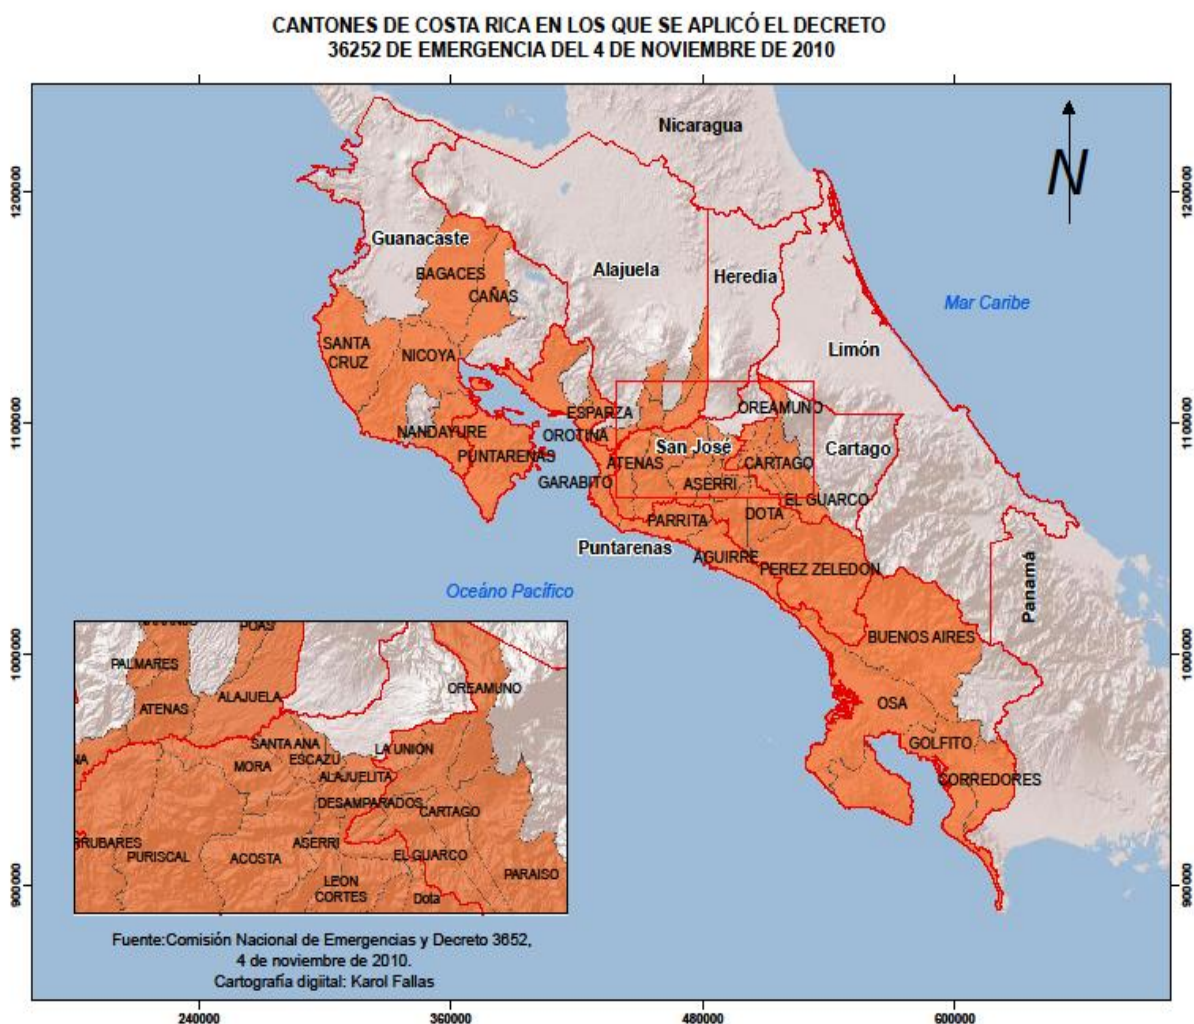 CANTONES DE COSTA RICA EN LOS QUE SE APLICÓ EL DECRETO
36252 DE EMERGENCIA DEL 4 DE NOVIEMBRE DE 2010
Nicaragua
N
1200000
1200000
Guanacaste
BAGACES
Alajuela
Heredia
CAÑAS
Mar Caribe
SANTA
CRUZ
NICOYA
Limón
1100000
1100000
ESPARZA
OREAMUNO
NANDAYURE
OROTINA
San José
Cartago
PUNTARENAS
ATENAS
CARTAGO
GARABITO
ASERRI
EL GUARCO
PARRITA
DOTA
Puntarenas
AGUIRRE
PEREZ ZELEDON
Panamá
Oceáno Pacífico
1000000
1000000
BUENOS AIRES
OSA
GOLFITO
CORREDORES
POAS
PALMARES
OREAMUNO
ATENAS
ALAJUELA
SANTA ANA
ESCAZU
LA UNION
NA
MORA
ALAJUELITA
DESAMPARADOS
CARTAGO
RRUBARES
PURISCAL
ACOSTA
ASERRI
EL GUARCO
LEON
CORTES
PARAISO
Dota
900000
900000
Fuente:Comisión Nacional de Emergencias y Decreto 3652,
4 de noviembre de 2010.
Cartografía digiital: Karol Fallas
240000
360000
480000
600000